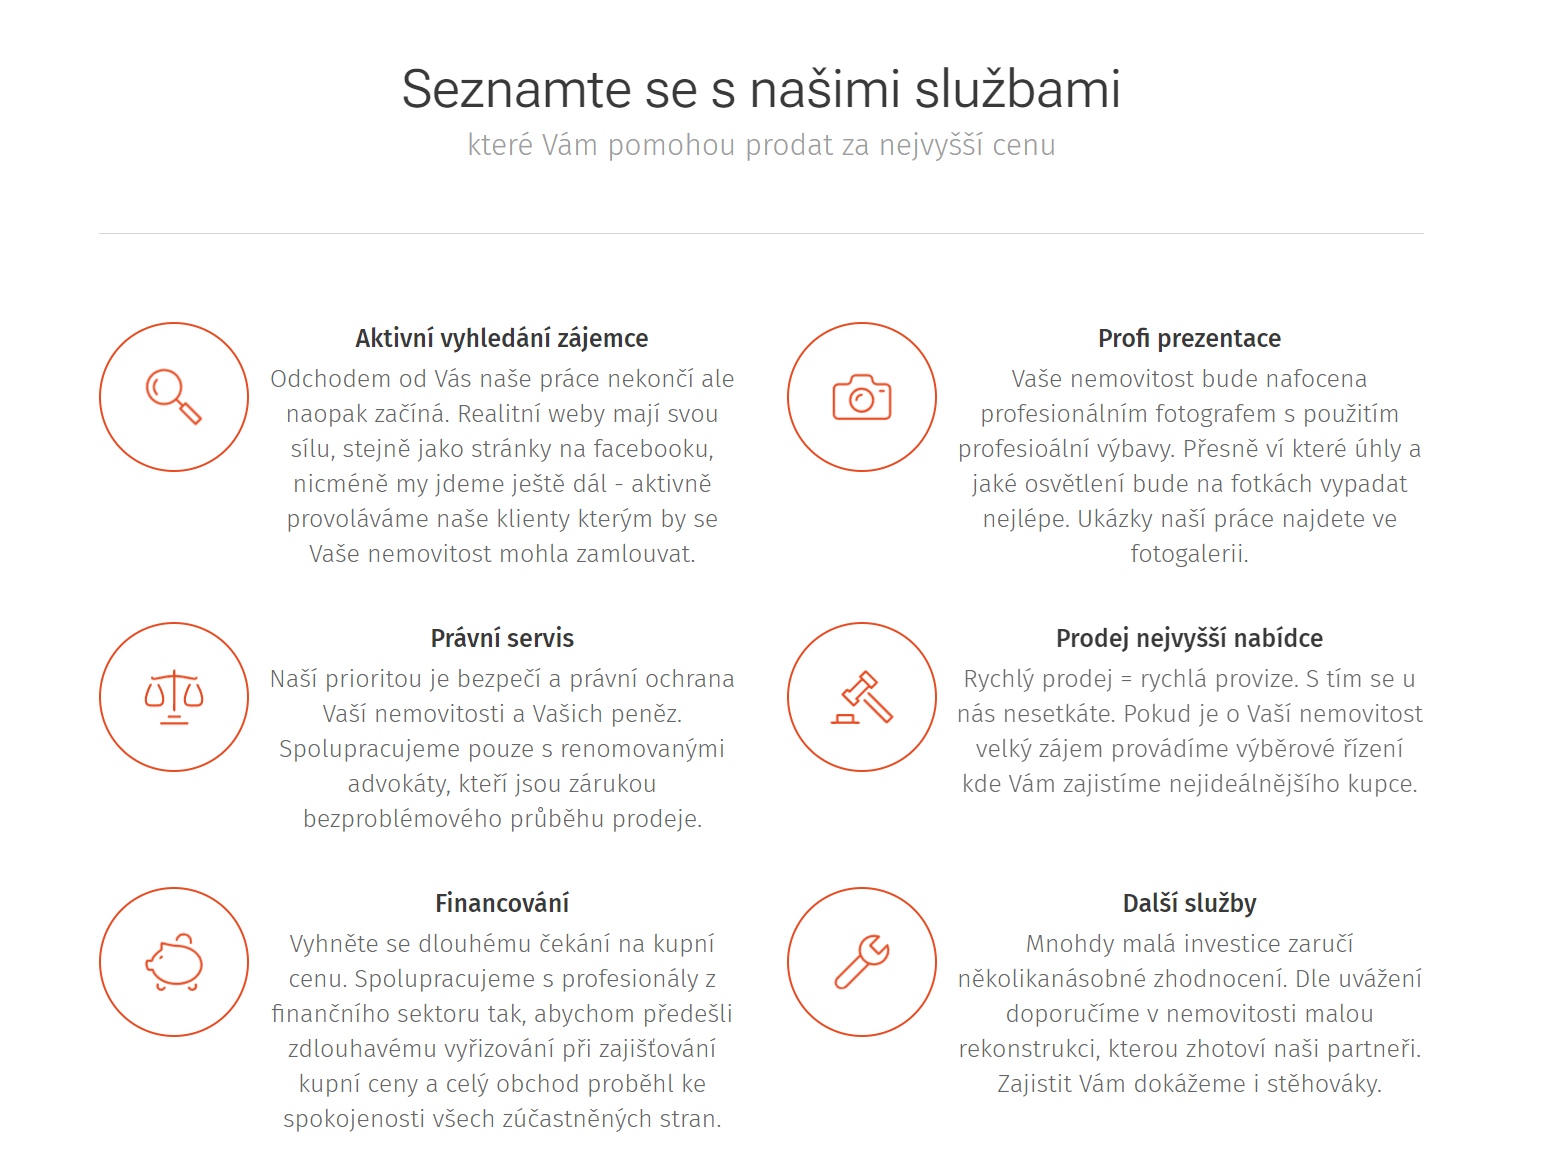 Seznamte se s našimi službami
které Vám pomohou prodat za nejvyšší cenu
Aktivní vyhledání zájemce
Odchodem od Vás naše práce nekončí ale
naopak začíná. Realitní weby mají svou
sílu, stejně jako stránky na facebooku,
nicméně my jdeme ještě dál - aktivně
provoláváme naše klienty kterým by se
Vaše nemovitost mohla zamlouvat.
Profi prezentace
Vaše nemovitost bude nafocena
profesionálním fotografem s použitím
profesioální výbavy. Přesně ví které úhly a
jaké osvětlení bude na fotkách vypadat
nejlépe. Ukázky naší práce najdete ve
fotogalerii.
Právní servis
Naší prioritou je bezpečí a právní ochrana
Vaší nemovitosti a Vašich peněz.
Spolupracujeme pouze s renomovanými
advokáty, kteří jsou zárukou
bezproblémového průběhu prodeje.
Prodej nejvyšší nabídce
Rychlý prodej = rychlá provize. S tím se u
nás nesetkáte. Pokud je o Vaší nemovitost
velký zájem provádíme výběrové řízení
kde Vám zajistíme nejideálnějšího kupce.
Financování
Vyhněte se dlouhému čekání na kupní
cenu. Spolupracujeme s profesionály z
finančního sektoru tak, abychom předešli
zdlouhavému vyřizování při zajišťování
kupní ceny a celý obchod proběhl ke
spokojenosti všech zúčastněných stran.
Další služby
Mnohdy malá investice zaručí
několikanásobné zhodnocení. Dle uvážení
doporučíme v nemovitosti malou
rekonstrukci, kterou zhotoví naši partneři.
Zajistit Vám dokážeme i stěhováky.